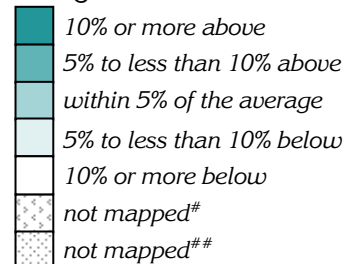 10% or more above
5% to less than 10% above
within 5% of the average
5% to less than 10% below
10% or more below
not mapped#
not mapped##